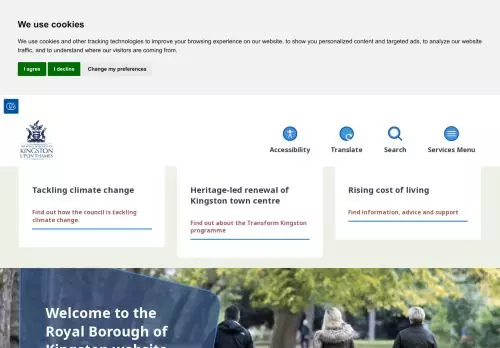 We use cookies
We use cookies and other tracking technologies to improve your browsing experience on our website, to show you personalized content and targeted ads, to analyze our website
traffic, and to understand where our visitors are coming from.
I agree
I decline
Change my preferences
KINGSTON
UPON THAMES
Accessibility
Translate
Search
Services Menu
Tackling climate change
Find out how the council is tackling
climate change.
Heritage-led renewal of
Kingston town centre
Find out about the Transform Kingston
programme
Rising cost of living
Find information, advice and support
Welcome to the
Royal Borough of
Kingston website